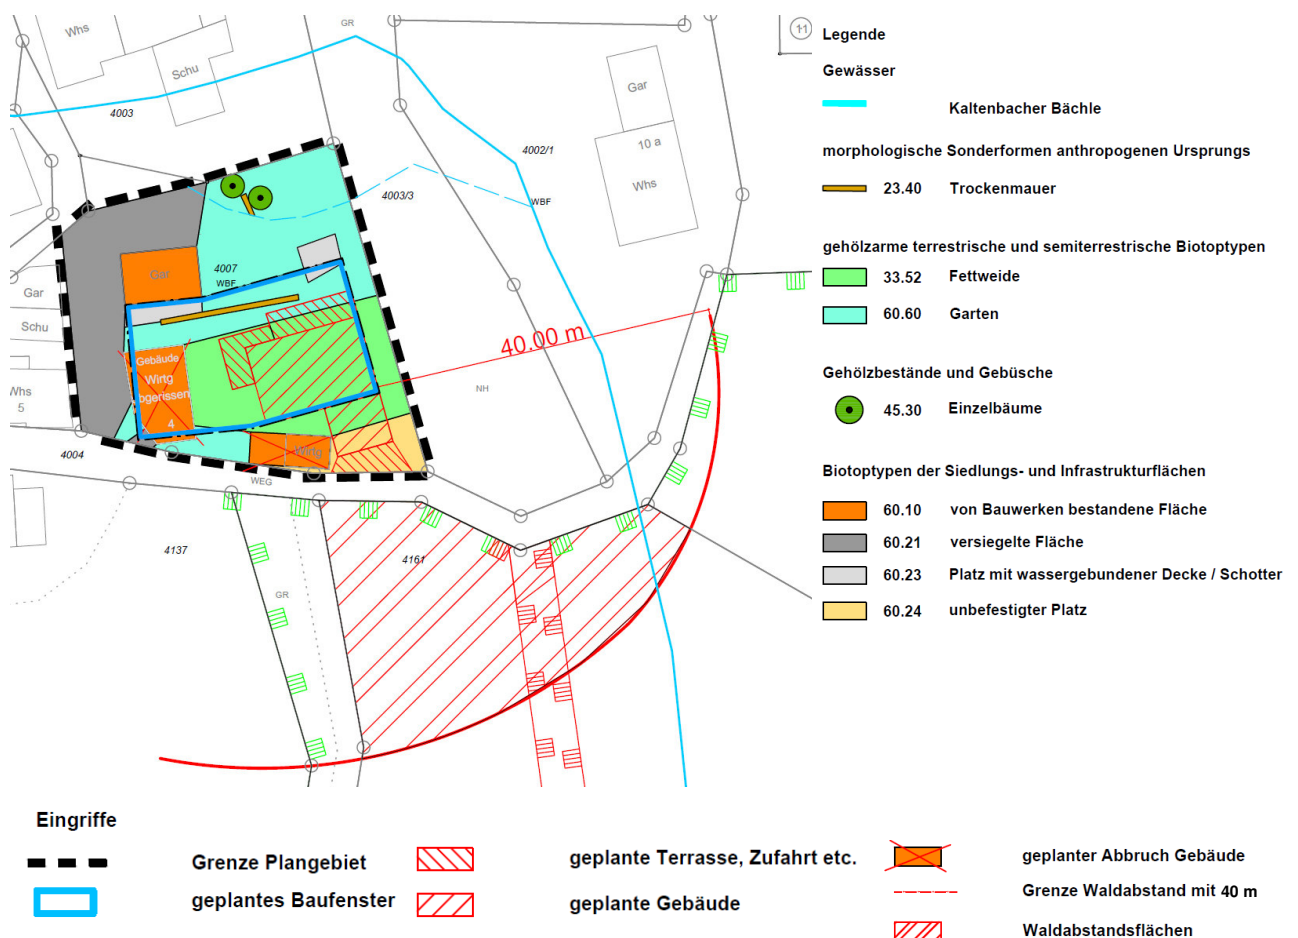 GR
Whs
Schu
4003
Gar
10 a
Whs
4002/1
4003/3
WBF
11
Gar
4007
WBF
Gar
Schu
Whs
5
Gebäude
Wirtg
abgerissen
4
Wirtg
40.00 m
NH
4004
WEG
4137
4161
GR
Legende
Gewässer
Kaltenbacher Bächle
morphologische Sonderformen anthropogenen Ursprungs
23.40 Trockenmauer
gehölzarme terrestrische und semiterrestrische Biotoptypen
33.52 Fettweide
60.60 Garten
Gehölzbestände und Gebüsche
45.30 Einzelbäume
Biotoptypen der Siedlungs- und Infrastrukturflächen
60.10 von Bauwerken bestandene Fläche
60.21 versiegelte Fläche
60.23 Platz mit wassergebundener Decke / Schotter
60.24 unbefestigter Platz
Eingriffe
Grenze Plangebiet
geplantes Baufenster
geplante Terrasse, Zufahrt etc.
geplante Gebäude
geplanter Abbruch Gebäude
Grenze Waldabstand mit 40 m
Waldabstandsflächen